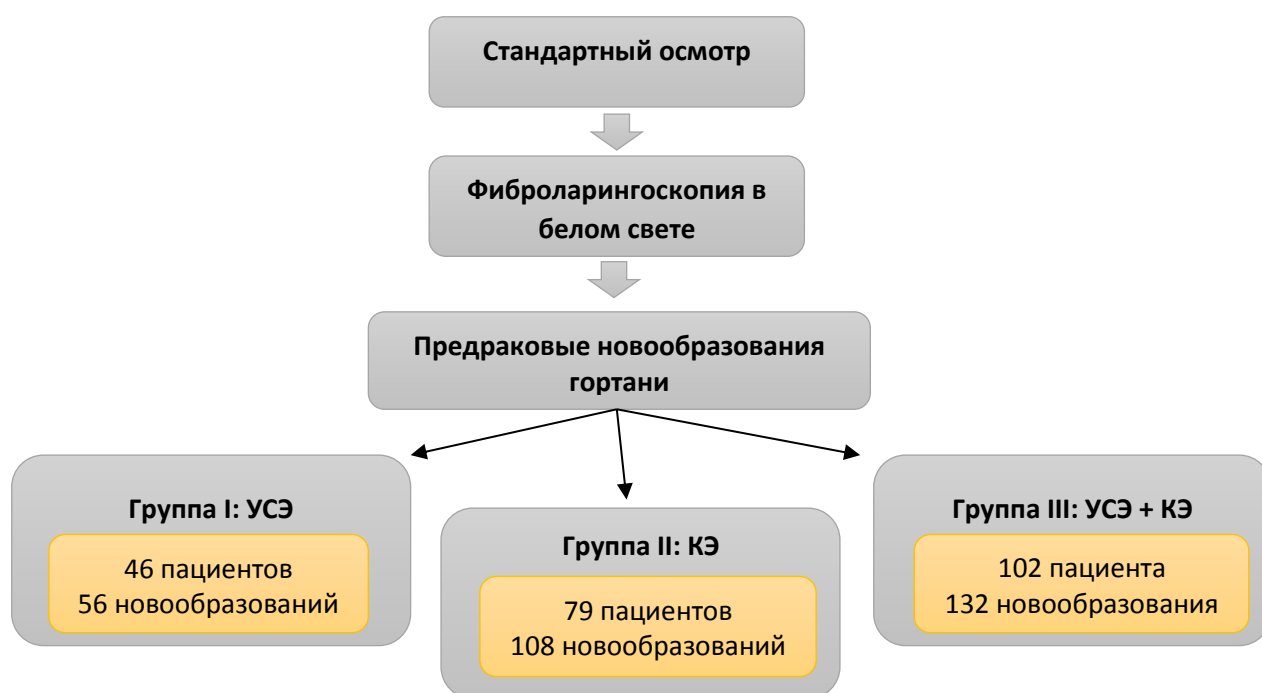 Стандартный осмотр
Фиброларингоскопия в
белом свете
Предраковые новообразования
гортани
Группа I: УСЭ
46 пациентов
56 новообразований
Группа II: КЭ
79 пациентов
108 новообразований
Группа III: УСЭ + КЭ
102 пациента
132 новообразования